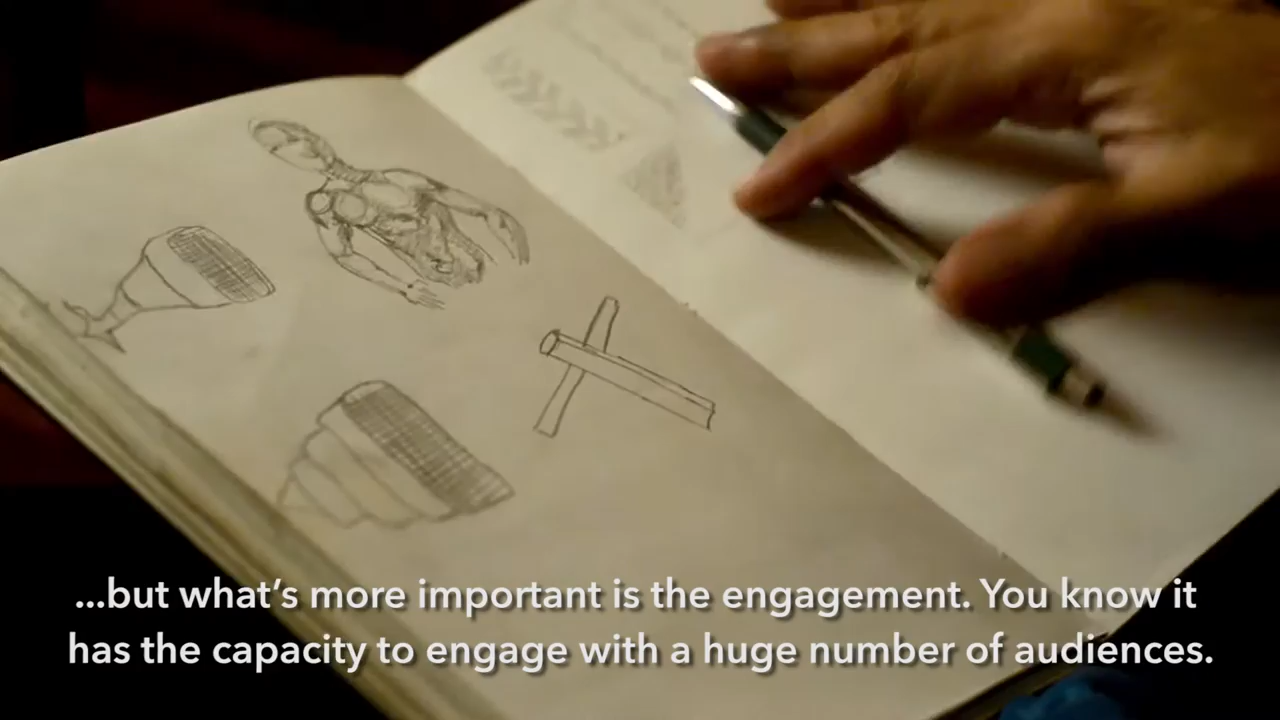 ...but what's more important is the engagement. You know it
has the capacity to engage with a huge number of audiences.